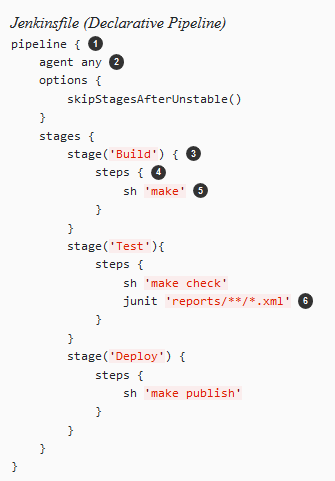 Jenkinsfile (Declarative Pipeline)
pipeline { 1
    agent any 2
    options {
        skipStagesAfterUnstable()
    }
    stages {
        stage('Build') { 3
            steps { 4
                sh 'make' 5
            }
        }
        stage('Test'){
            steps {
                sh 'make check'
                junit 'reports/**/*.xml' 6
            }
        }
        stage('Deploy') {
            steps {
                sh 'make publish'
            }
        }
    }
}